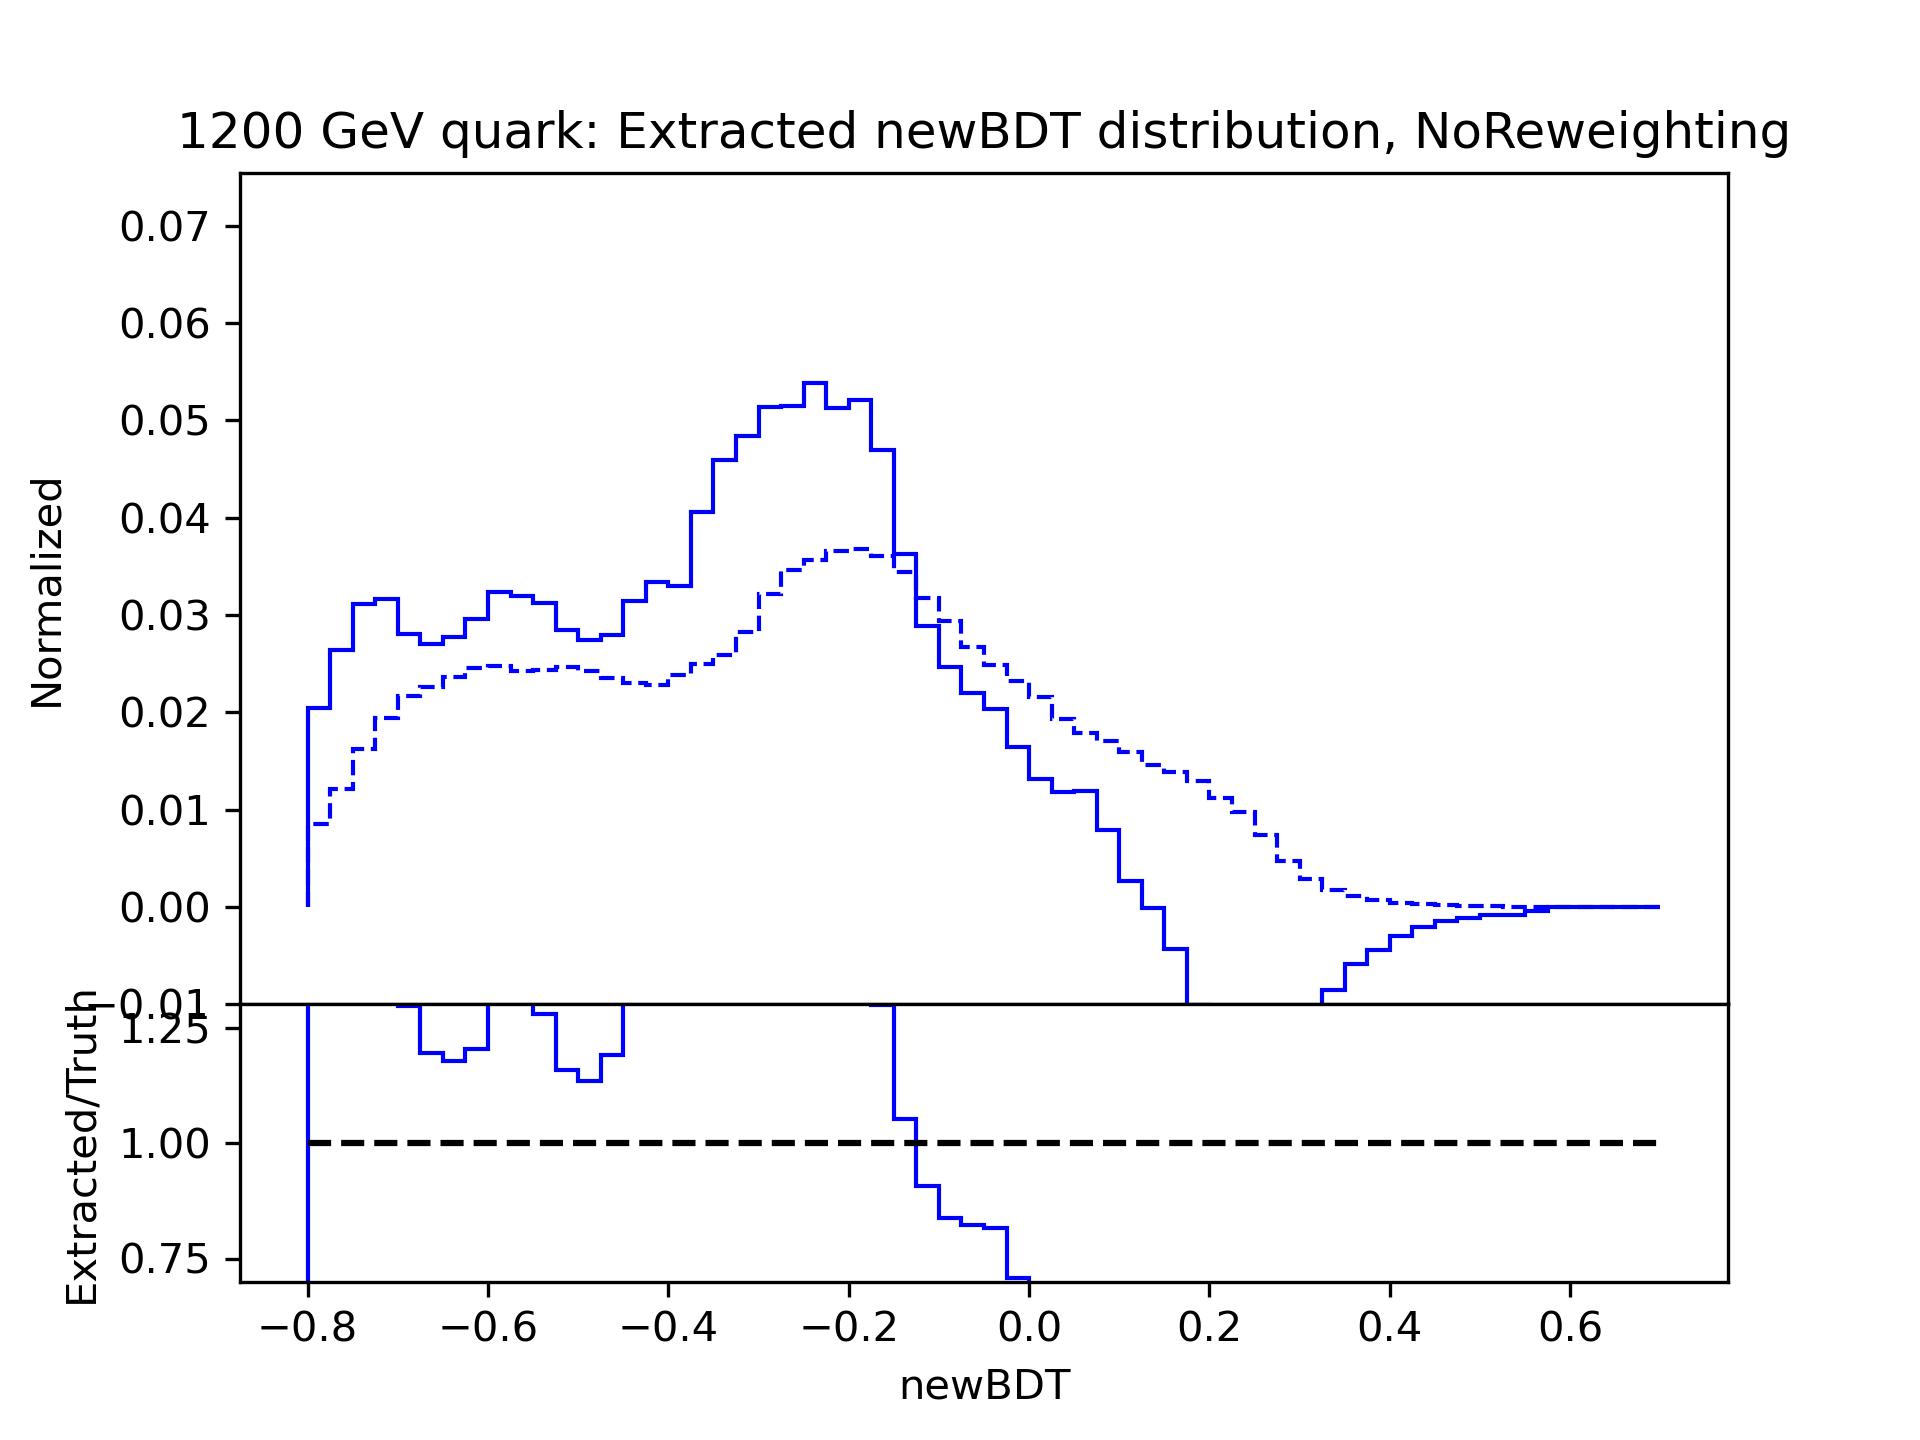 1200 GeV quark: Extracted newBDT distribution, NoReweighting
0.07
0.06
0.05
0.04
0.03
0.02
0.01
0.00
−0.01
Normalized
1.25
1.00
0.75
Extracted/Truth
−0.8 −0.6 −0.4 −0.2 0.0 0.2 0.4 0.6
newBDT